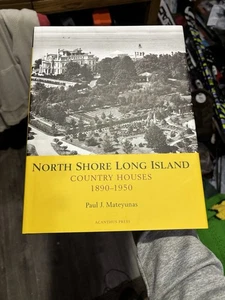 NORTH SHORE LONG ISLAND
COUNTRY HOUSES
1890–1950
Paul J. Mateyunas
ACANTHUS PRESS